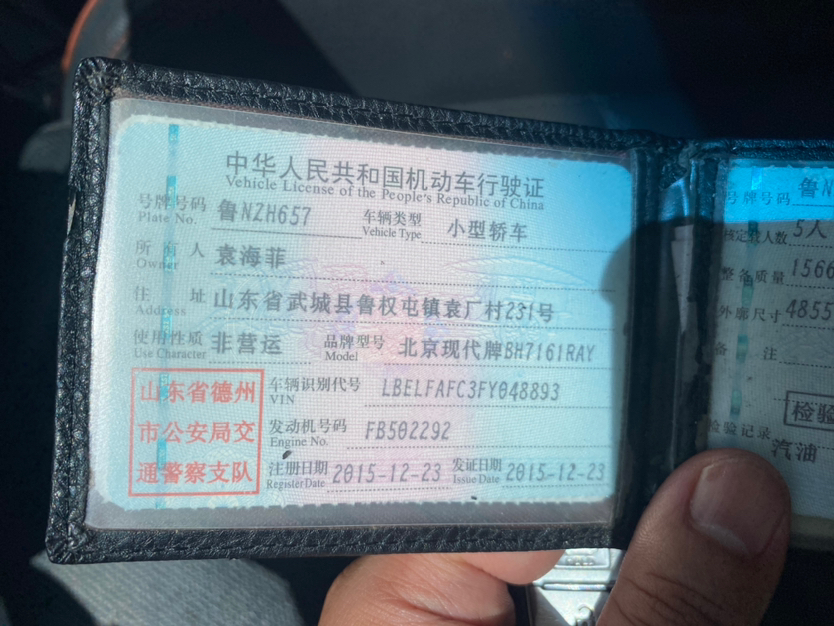 中华人民共和国机动车行驶证
Vehicle License of the People's Republic of China
号牌号码 鲁NZH657 车辆类型 小型轿车
Plate No. Vehicle Type
所有人 袁海菲
Owner
住址 山东省武城县鲁权屯镇袁厂村231号
Address
使用性质 非营运 品牌型号 北京现代牌BH7161RAY
Use Character Model
山东省德州
市公安局交
通警察支队
车辆识别代号 LBELFAFC3FY048893
VIN
发动机号码 FB502292
Engine No.
注册日期 2015-12-23 发证日期 2015-12-23
Register Date Issue Date
号牌号码 鲁N
核定载人数 5人
整备质量 1566
外廓尺寸 4855
备注
检验
检验记录
汽油